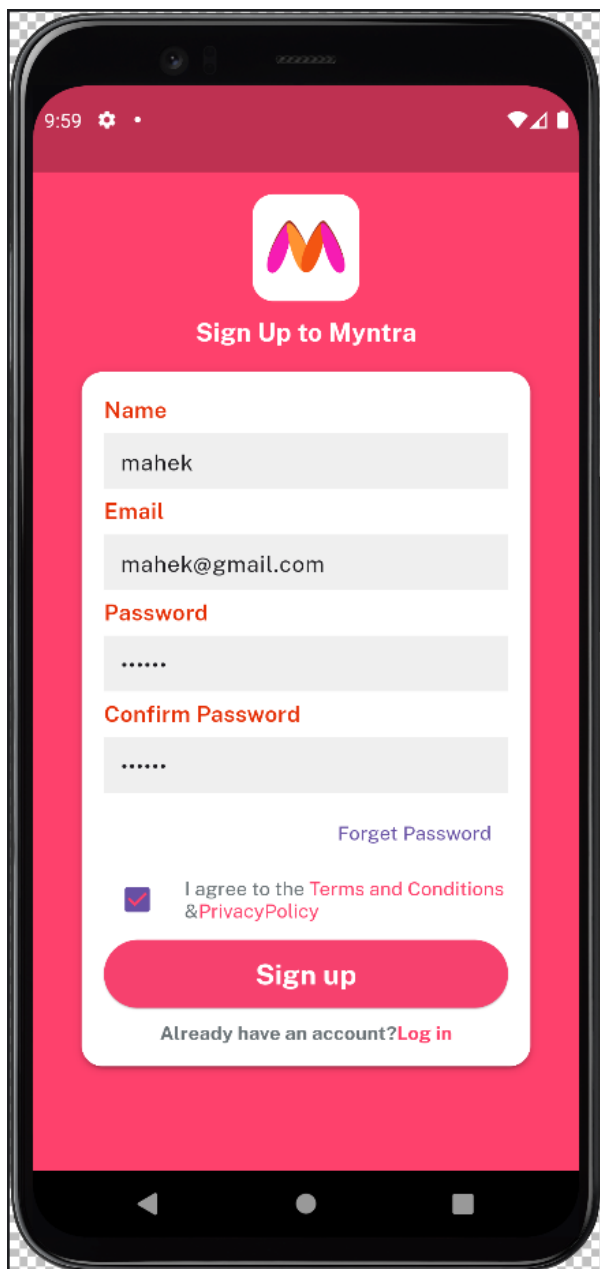 9:59
Sign Up to Myntra
Name
mahek
Email
mahek@gmail.com
Password
••••••
Confirm Password
••••••
Forget Password
I agree to the Terms and Conditions
&PrivacyPolicy
Sign up
Already have an account?Log in